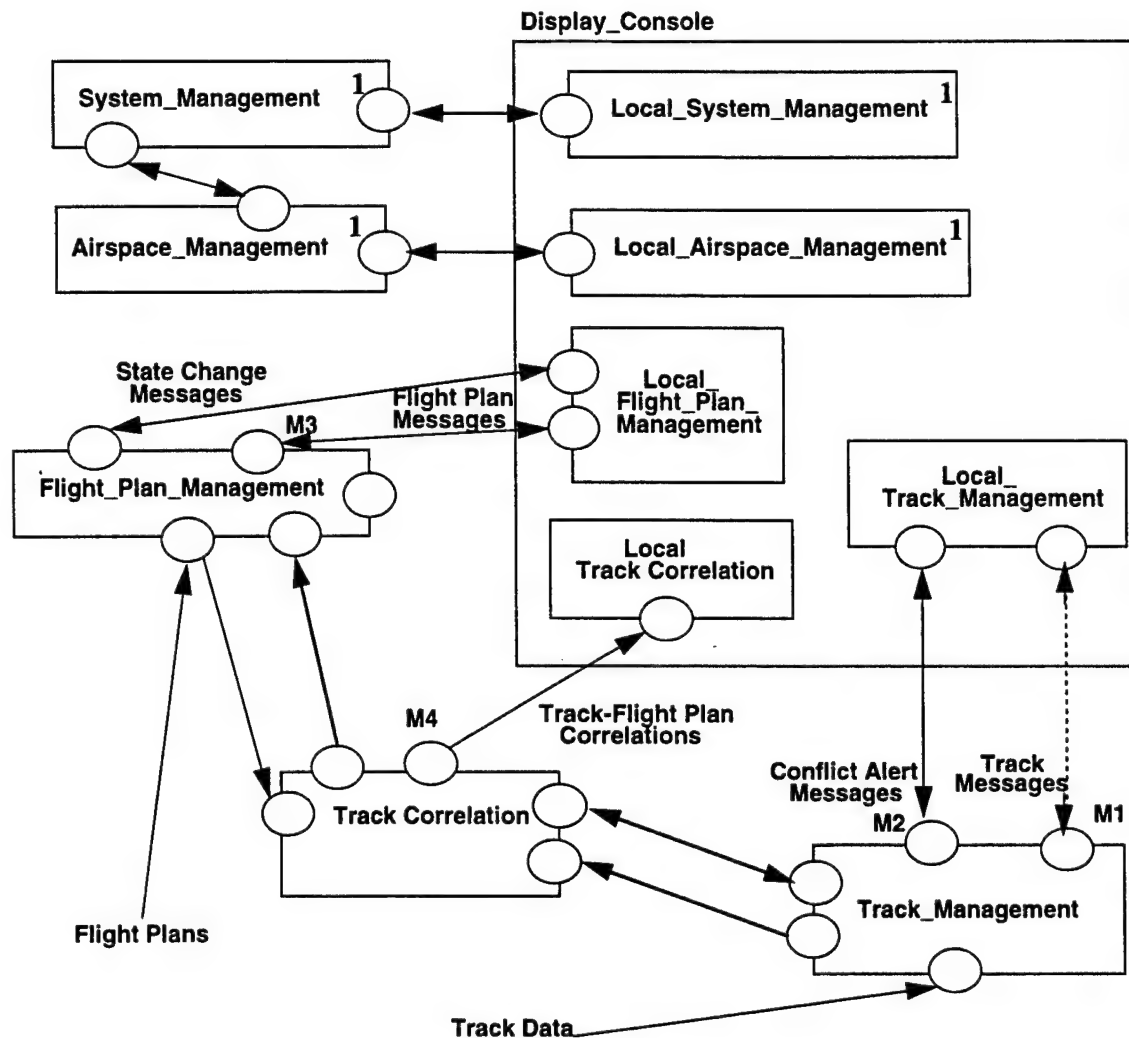 Display_Console
System_Management
1
Local_System_Management
1
Airspace_Management
1
Local_Airspace_Management
1
State Change
Messages
Flight Plan
Messages
M3
Local_
Flight_Plan_
Management
Flight_Plan_Management
Local_
Track_Management
Local
Track Correlation
M4
Track-Flight Plan
Correlations
Conflict Alert
Messages
Track
Messages
M2
M1
Track Correlation
Track_Management
Flight Plans
Track Data